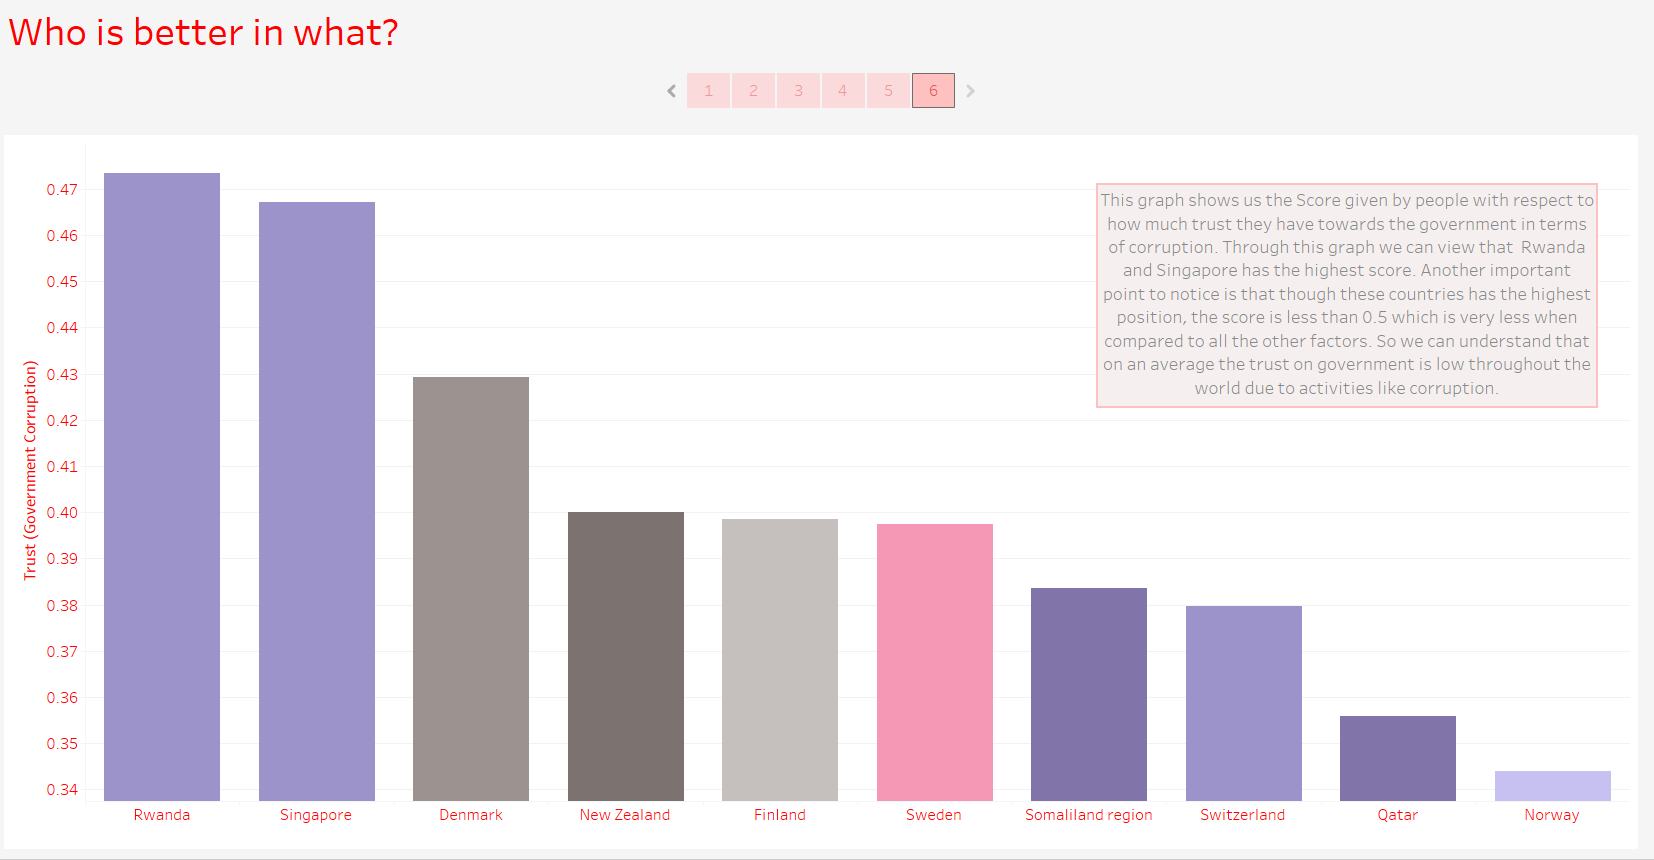 Who is better in what?
1 2 3 4 5 6
0.47
0.46
0.45
0.44
0.43
0.42
0.41
0.40
0.39
0.38
0.37
0.36
0.35
0.34
Trust (Government Corruption)
This graph shows us the Score given by people with respect to
how much trust they have towards the government in terms
of corruption. Through this graph we can view that  Rwanda
and Singapore has the highest score. Another important
point to notice is that though these countries has the highest
position, the score is less than 0.5 which is very less when
compared to all the other factors. So we can understand that
on an average the trust on government is low throughout the
world due to activities like corruption.
Rwanda Singapore Denmark New Zealand Finland Sweden Somaliland region Switzerland Qatar Norway